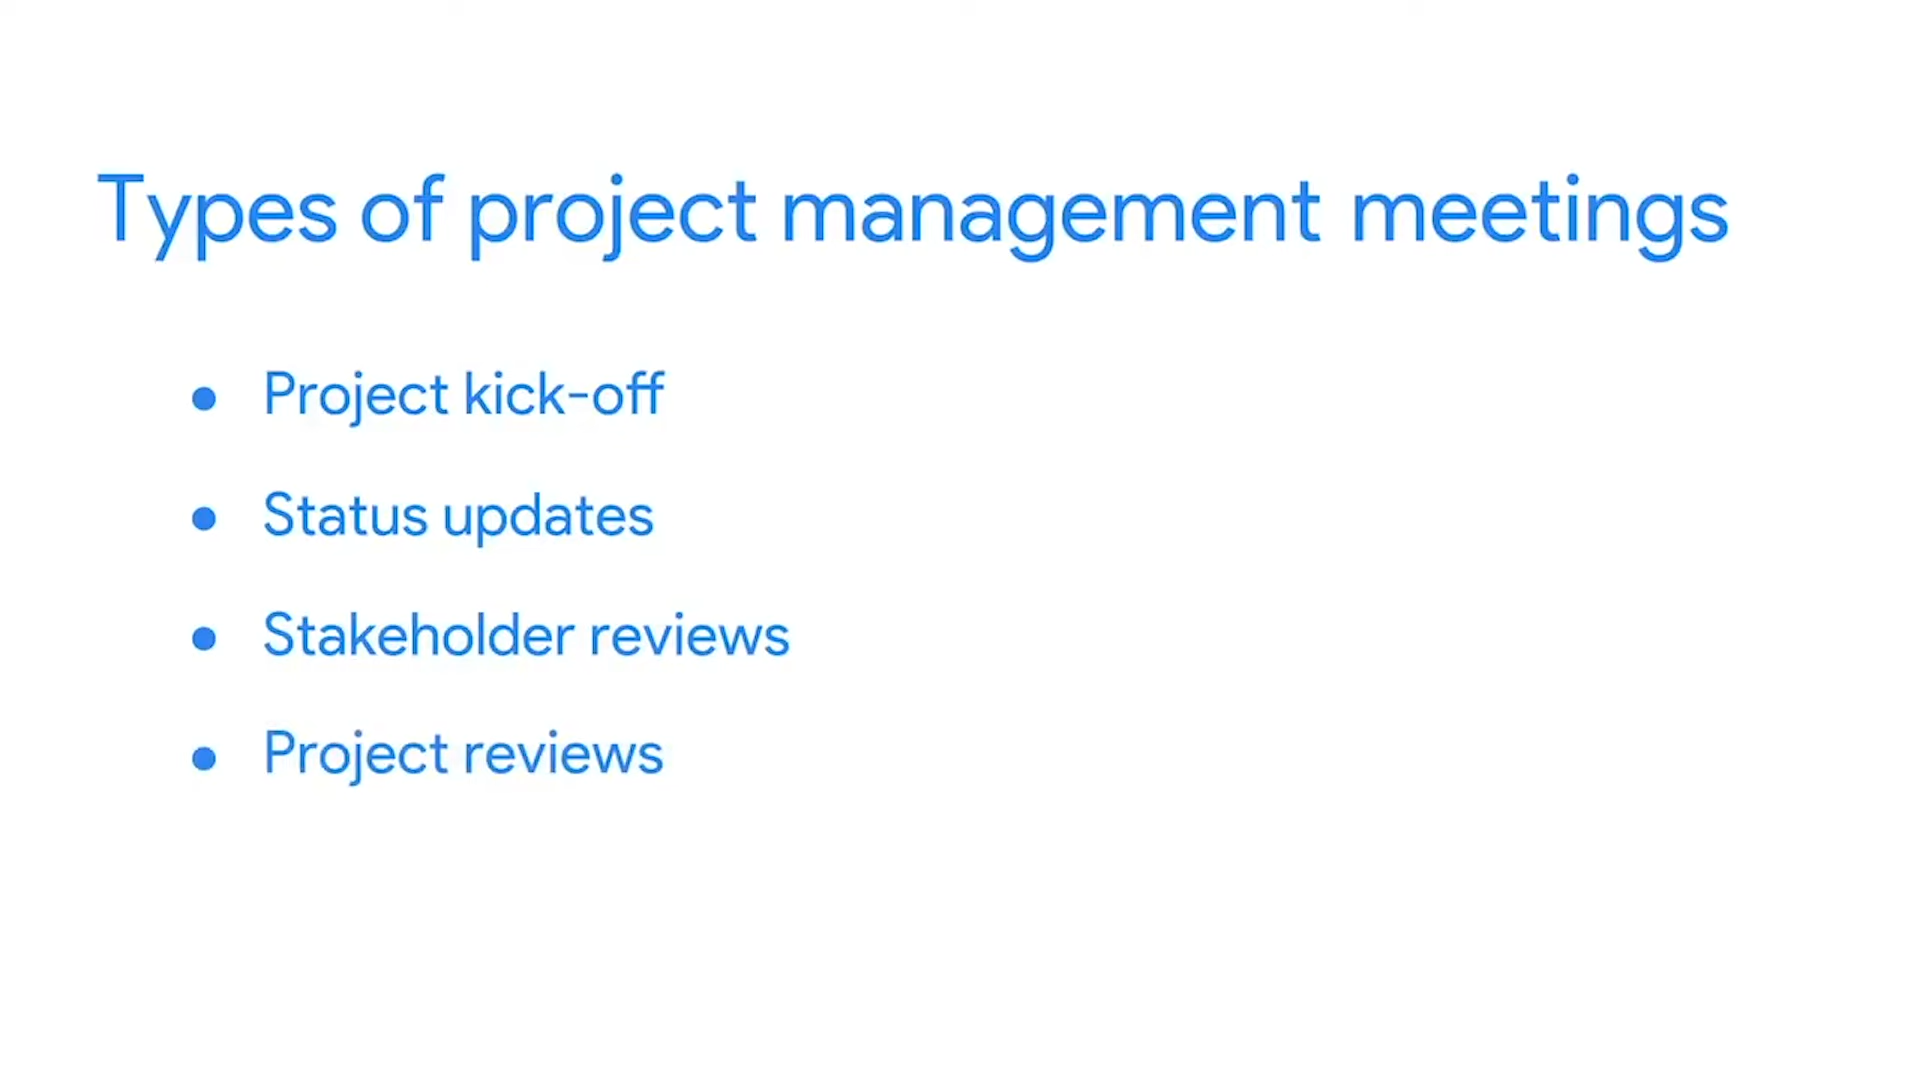 Types of project management meetings
● Project kick-off
● Status updates
● Stakeholder reviews
● Project reviews